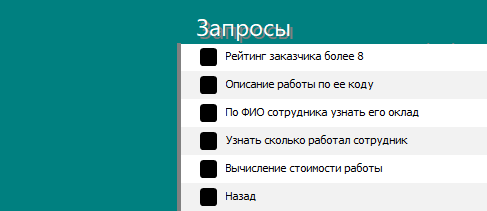 Запросы
Рейтинг заказчика более 8
Описание работы по ее коду
По ФИО сотрудника узнать его оклад
Узнать сколько работал сотрудник
Вычисление стоимости работы
Назад